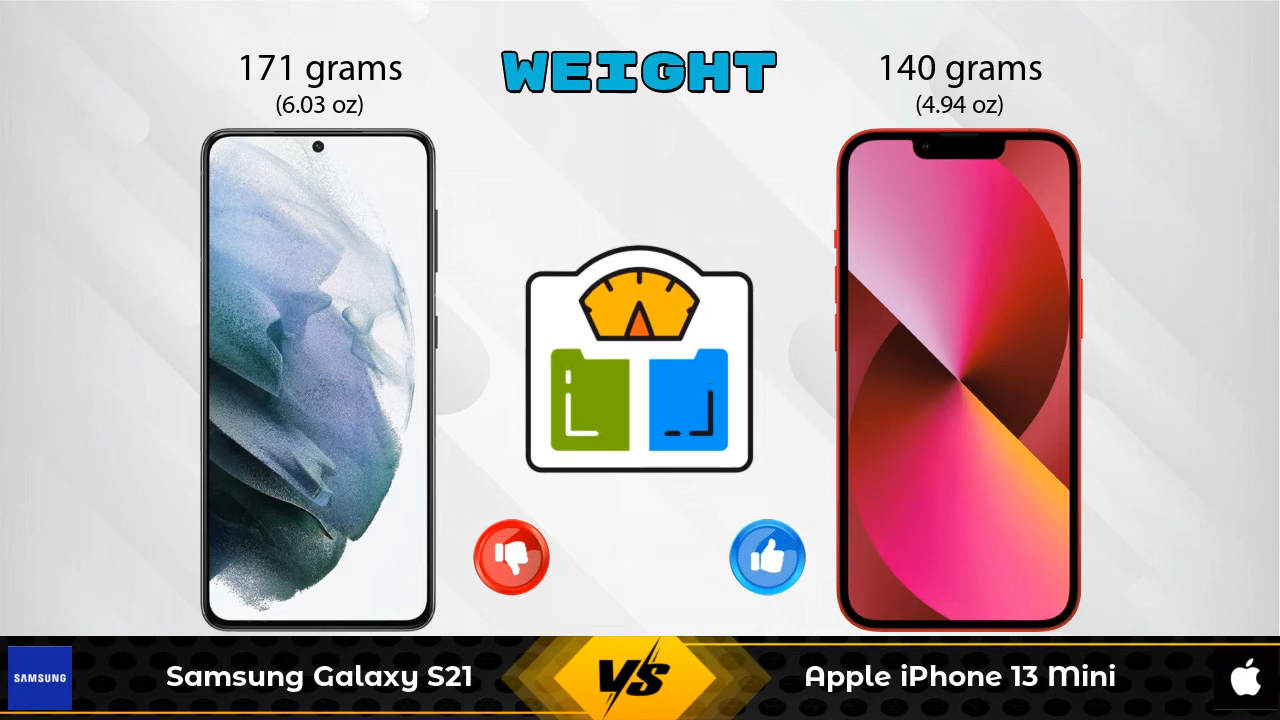 171 grams
(6.03 oz)
WEIGHT
140 grams
(4.94 oz)
SAMSUNG
Samsung Galaxy S21
VS
Apple iPhone 13 Mini